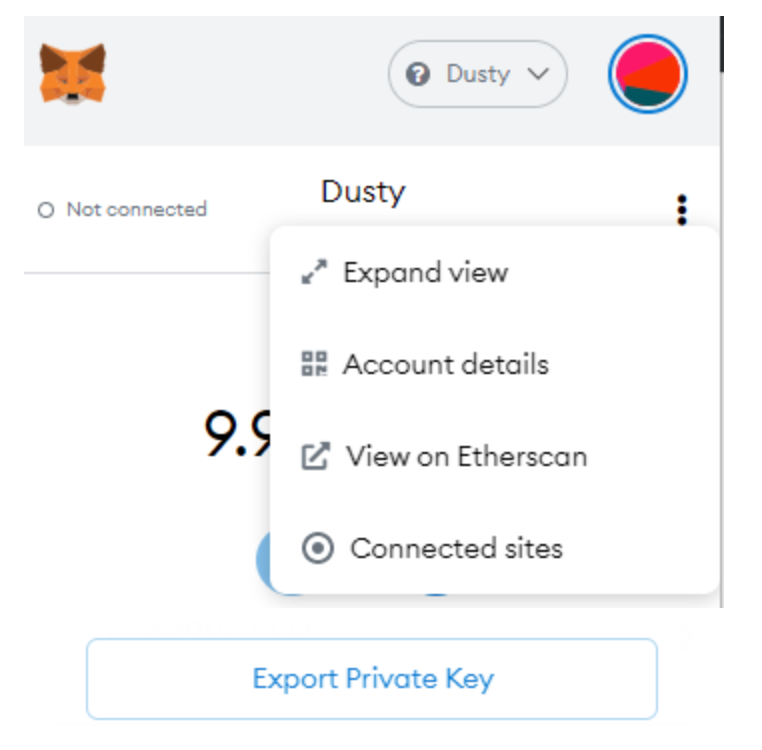 Dusty
Not connected
Dusty
Expand view
Account details
9.9
View on Etherscan
Connected sites
Export Private Key